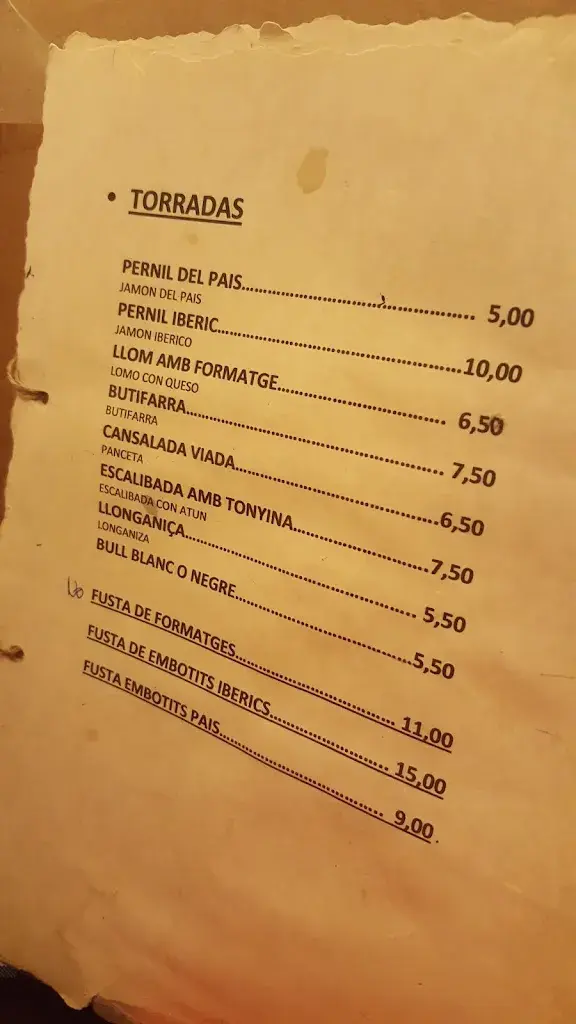 • TORRADAS
PERNIL DEL PAIS.......................................... 5,00
JAMON DEL PAIS
PERNIL IBERIC.............................................10,00
JAMON IBERICO
LLOM AMB FORMATGE............................. 6,50
LOMO CON QUESO
BUTIFARRA............................................... 7,50
BUTIFARRA
CANSALADA VIADA....................................6,50
PANCETA
ESCALIBADA AMB TONYINA........................7,50
ESCALIBADA CON ATUN
LLONGANIÇA......................................... 5,50
LONGANIZA
BULL BLANC O NEGRE...............................5,50
FUSTA DE FORMATGES............................ 11,00
FUSTA DE EMBOTITS IBERICS.................... 15,00
FUSTA EMBOTITS PAIS............................ 9,00.